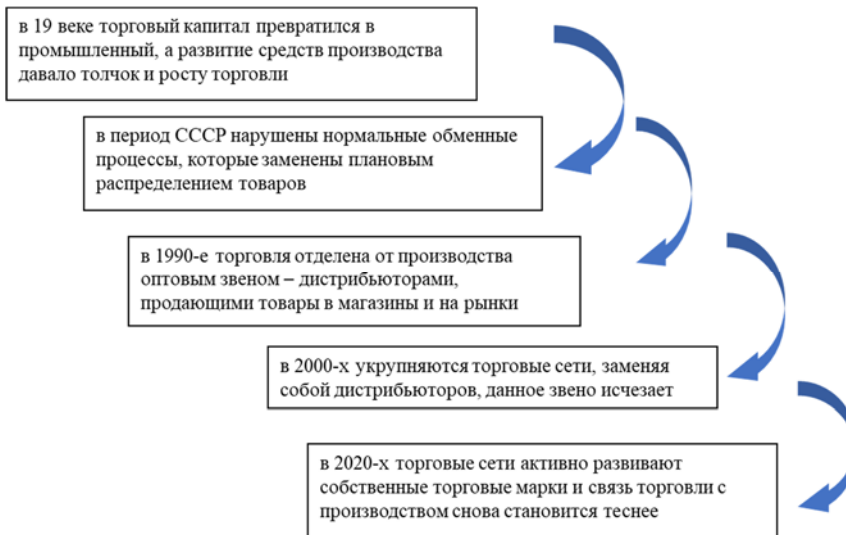 в 19 веке торговый капитал превратился в
промышленный, а развитие средств производства
давало толчок и росту торговли
в период СССР нарушены нормальные обменные
процессы, которые заменены плановым
распределением товаров
в 1990-е торговля отделена от производства
оптовым звеном – дистрибьюторами,
продающими товары в магазины и на рынки
в 2000-х укрупняются торговые сети, заменяя
собой дистрибьюторов, данное звено исчезает
в 2020-х торговые сети активно развивают
собственные торговые марки и связь торговли с
производством снова становится теснее